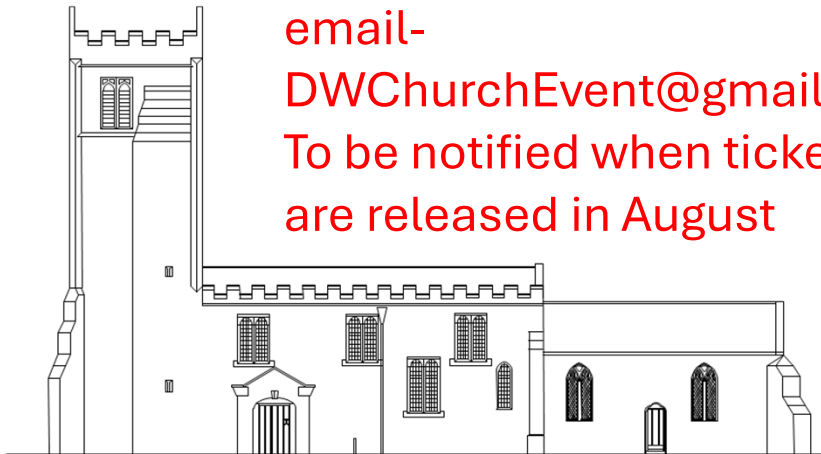 email-
DWChurchEvent@gmail
To be notified when ticke
are released in August